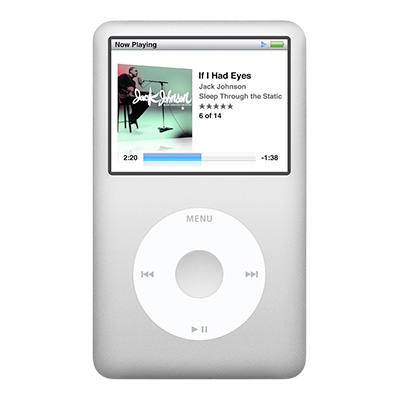 Now Playing
If I Had Eyes
Jack Johnson
Sleep Through the Static
6 of 14
Jack Johnson
2:20
-1:38
MENU